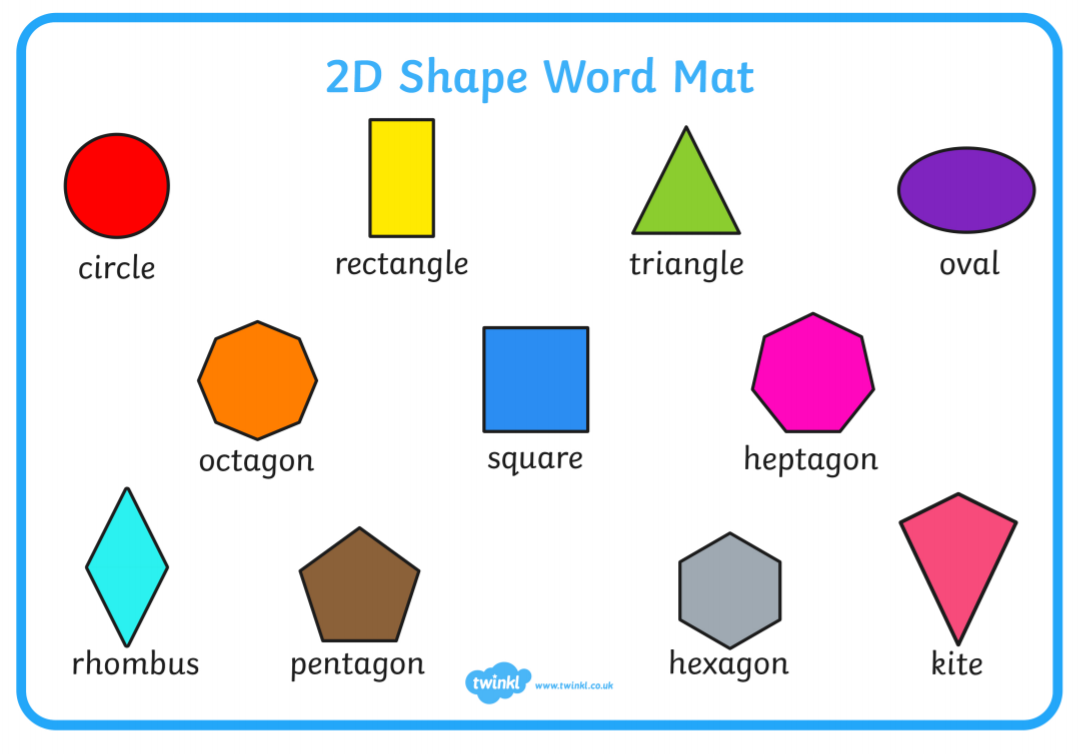 2D Shape Word Mat
circle
rectangle
triangle
oval
octagon
square
heptagon
rhombus
pentagon
hexagon
kite
twinkl www.twinkl.co.uk